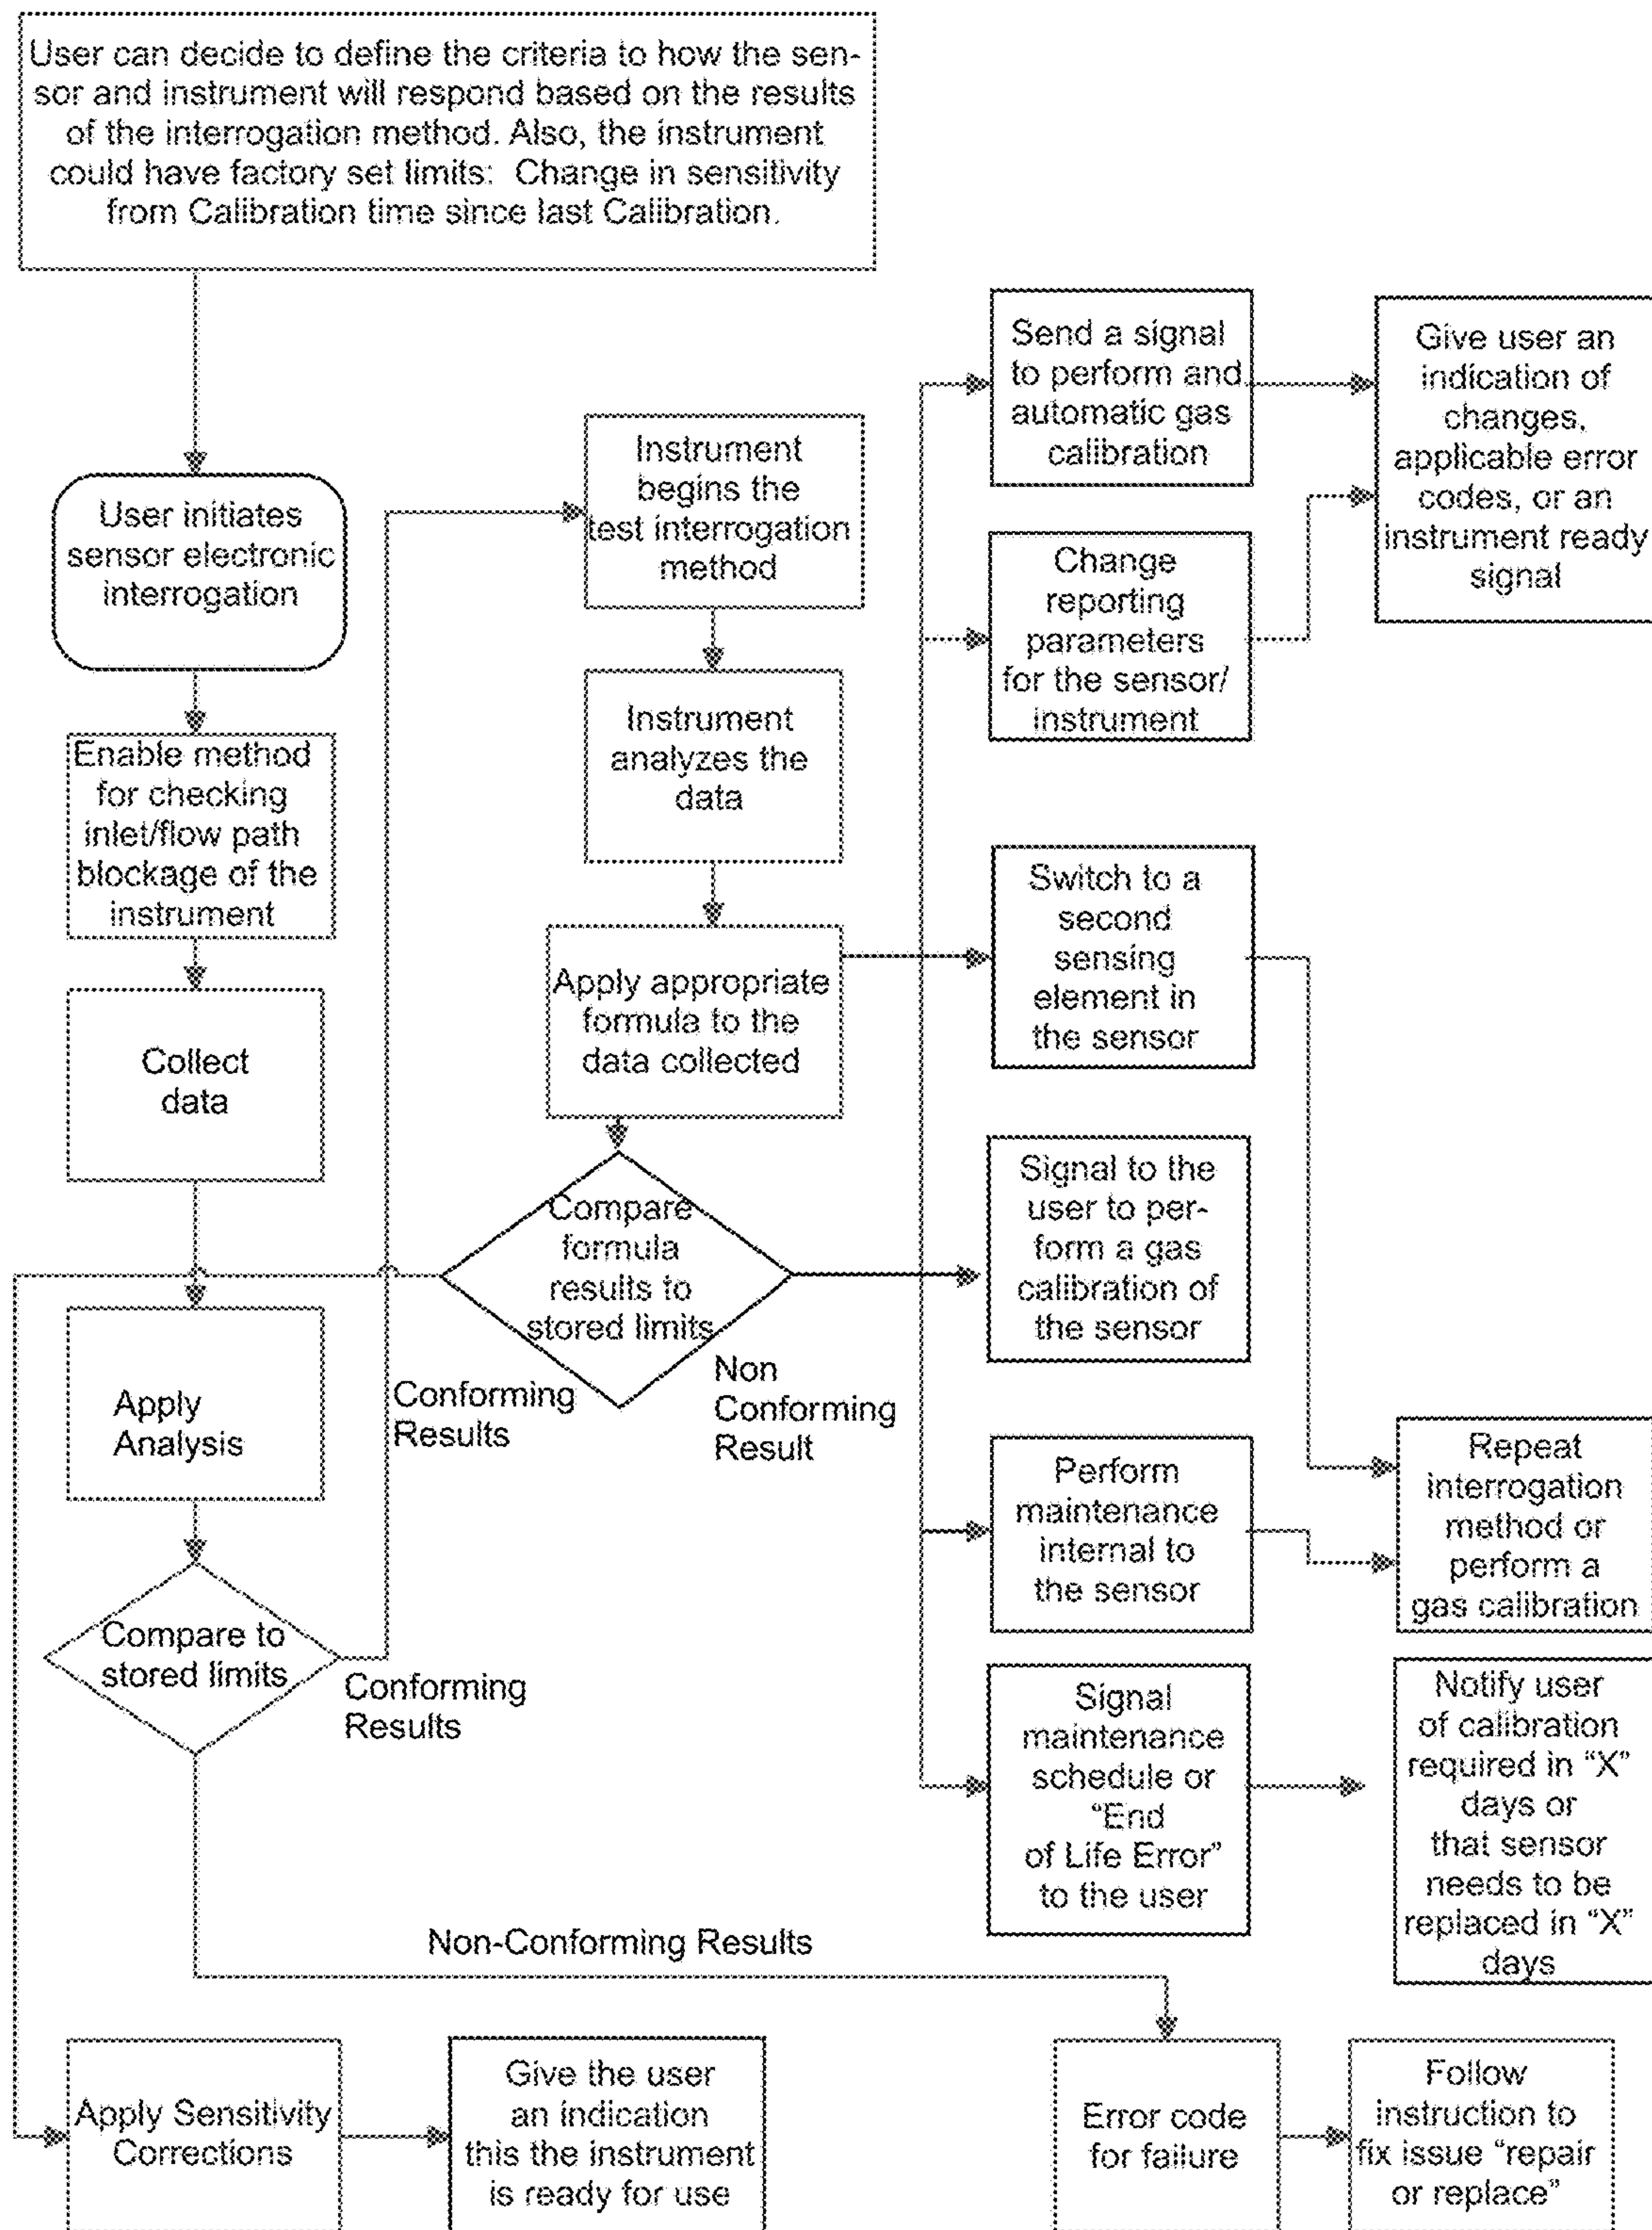 User can decide to define the criteria to how the sen-
sor and instrument will respond based on the results
of the interrogation method. Also, the instrument
could have factory set limits: Change in sensitivity
from Calibration time since last Calibration.
User initiates
sensor electronic
interrogation
Enable method
for checking
inlet/flow path
blockage of the
instrument
Collect
data
Apply
Analysis
Compare to
stored limits
Conforming
Results
Non-Conforming Results
Instrument
begins the
test interrogation
method
Instrument
analyzes the
data
Apply appropriate
formula to the
data collected
Compare
formula
results to
stored limits
Conforming
Results
Non
Conforming
Result
Send a signal
to perform and
automatic gas
calibration
Change
reporting
parameters
for the sensor/
instrument
Switch to a
second
sensing
element in
the sensor
Signal to the
user to per-
form a gas
calibration of
the sensor
Perform
maintenance
internal to
the sensor
Signal
maintenance
schedule or
“End
of Life Error”
to the user
Give user an
indication of
changes,
applicable error
codes, or an
instrument ready
signal
Repeat
interrogation
method or
perform a
gas calibration
Notify user
of calibration
required in “X”
days or
that sensor
needs to be
replaced in “X”
days
Apply Sensitivity
Corrections
Give the user
an indication
this the instrument
is ready for use
Error code
for failure
Follow
instruction to
fix issue “repair
or replace”